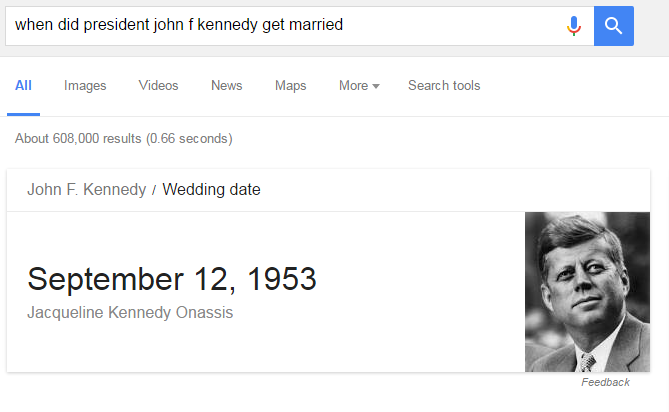 when did president john f kennedy get married
All Images Videos News Maps More Search tools
About 608,000 results (0.66 seconds)
John F. Kennedy / Wedding date
September 12, 1953
Jacqueline Kennedy Onassis
Feedback